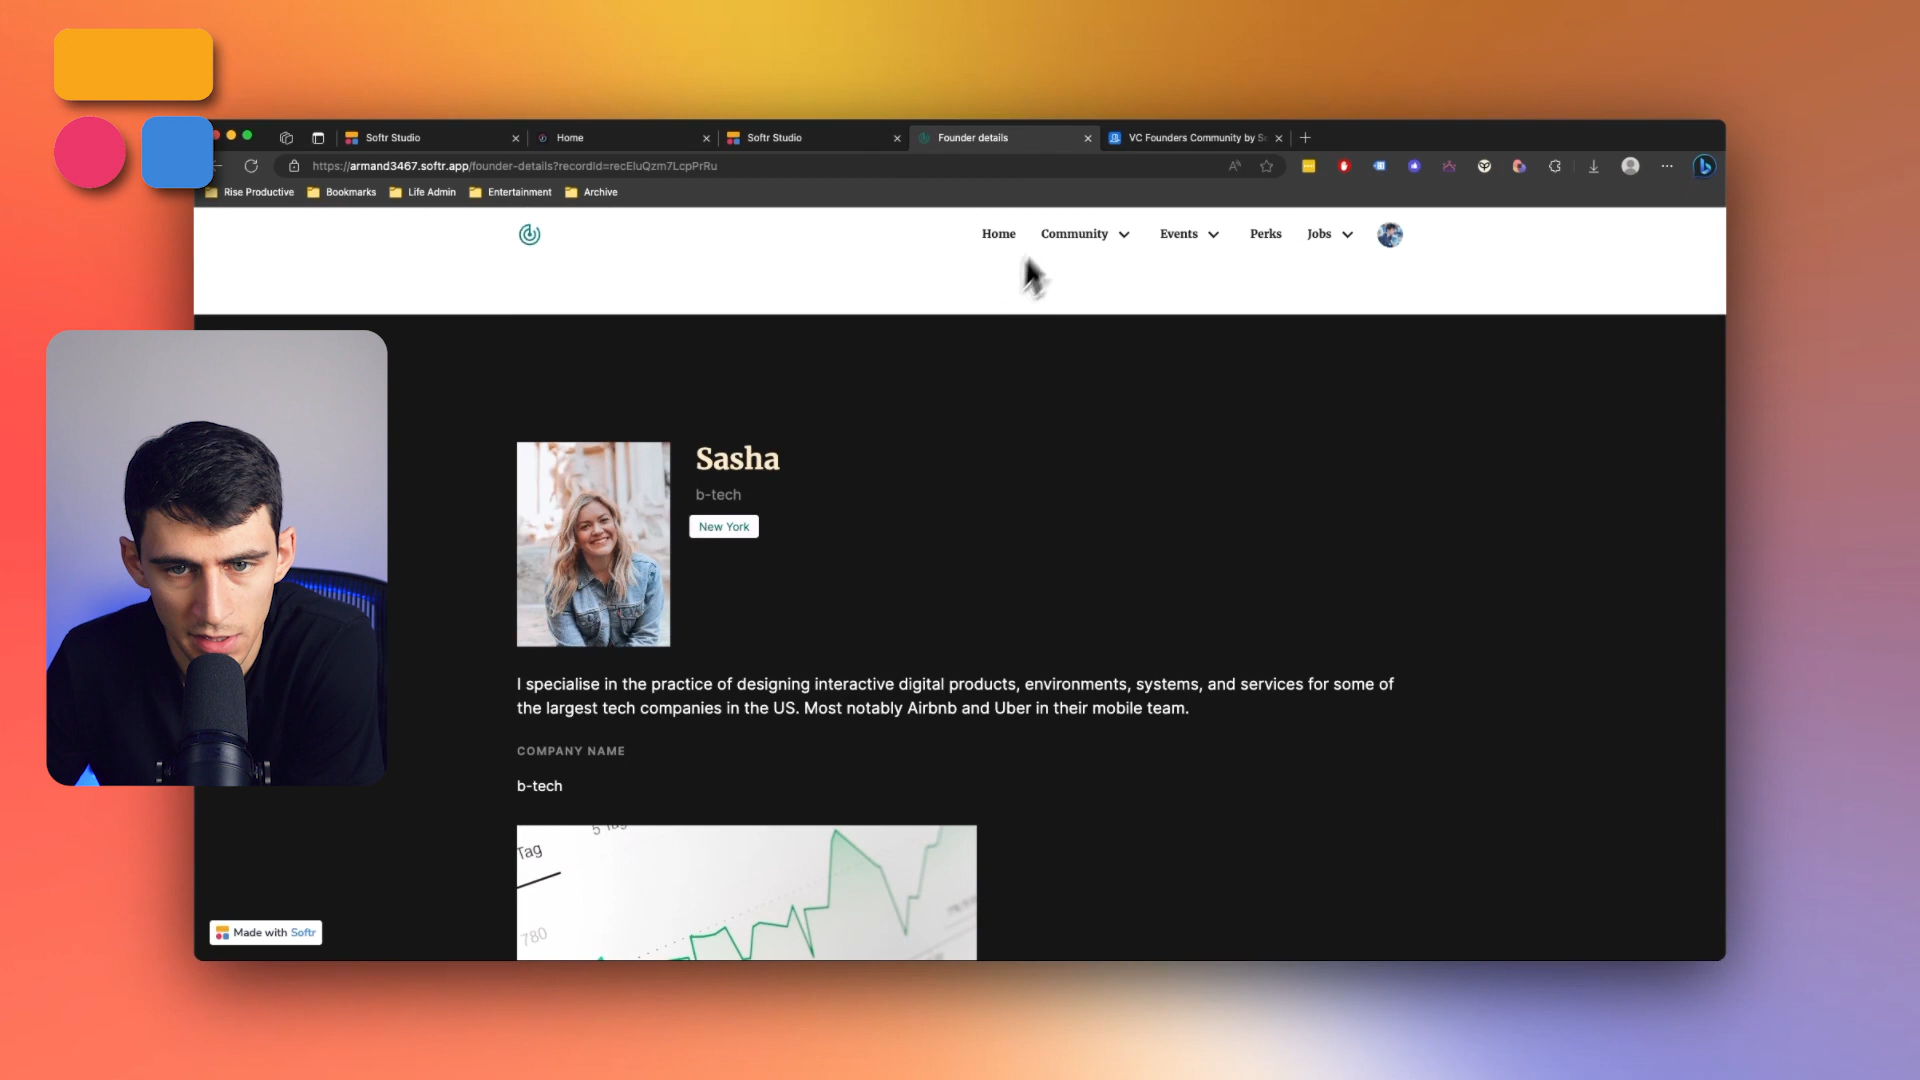 Softr Studio
Home
Softr Studio
Founder details
VC Founders Community by S
https://armand3467.softr.app/founder-details?recordId=recEluQzm7LcpPrRu
Rise Productive
Bookmarks
Life Admin
Entertainment
Archive
Home
Community
Events
Perks
Jobs
Sasha
b-tech
New York
I specialise in the practice of designing interactive digital products, environments, systems, and services for some of
the largest tech companies in the US. Most notably Airbnb and Uber in their mobile team.
COMPANY NAME
b-tech
Tag
780
Made with Softr